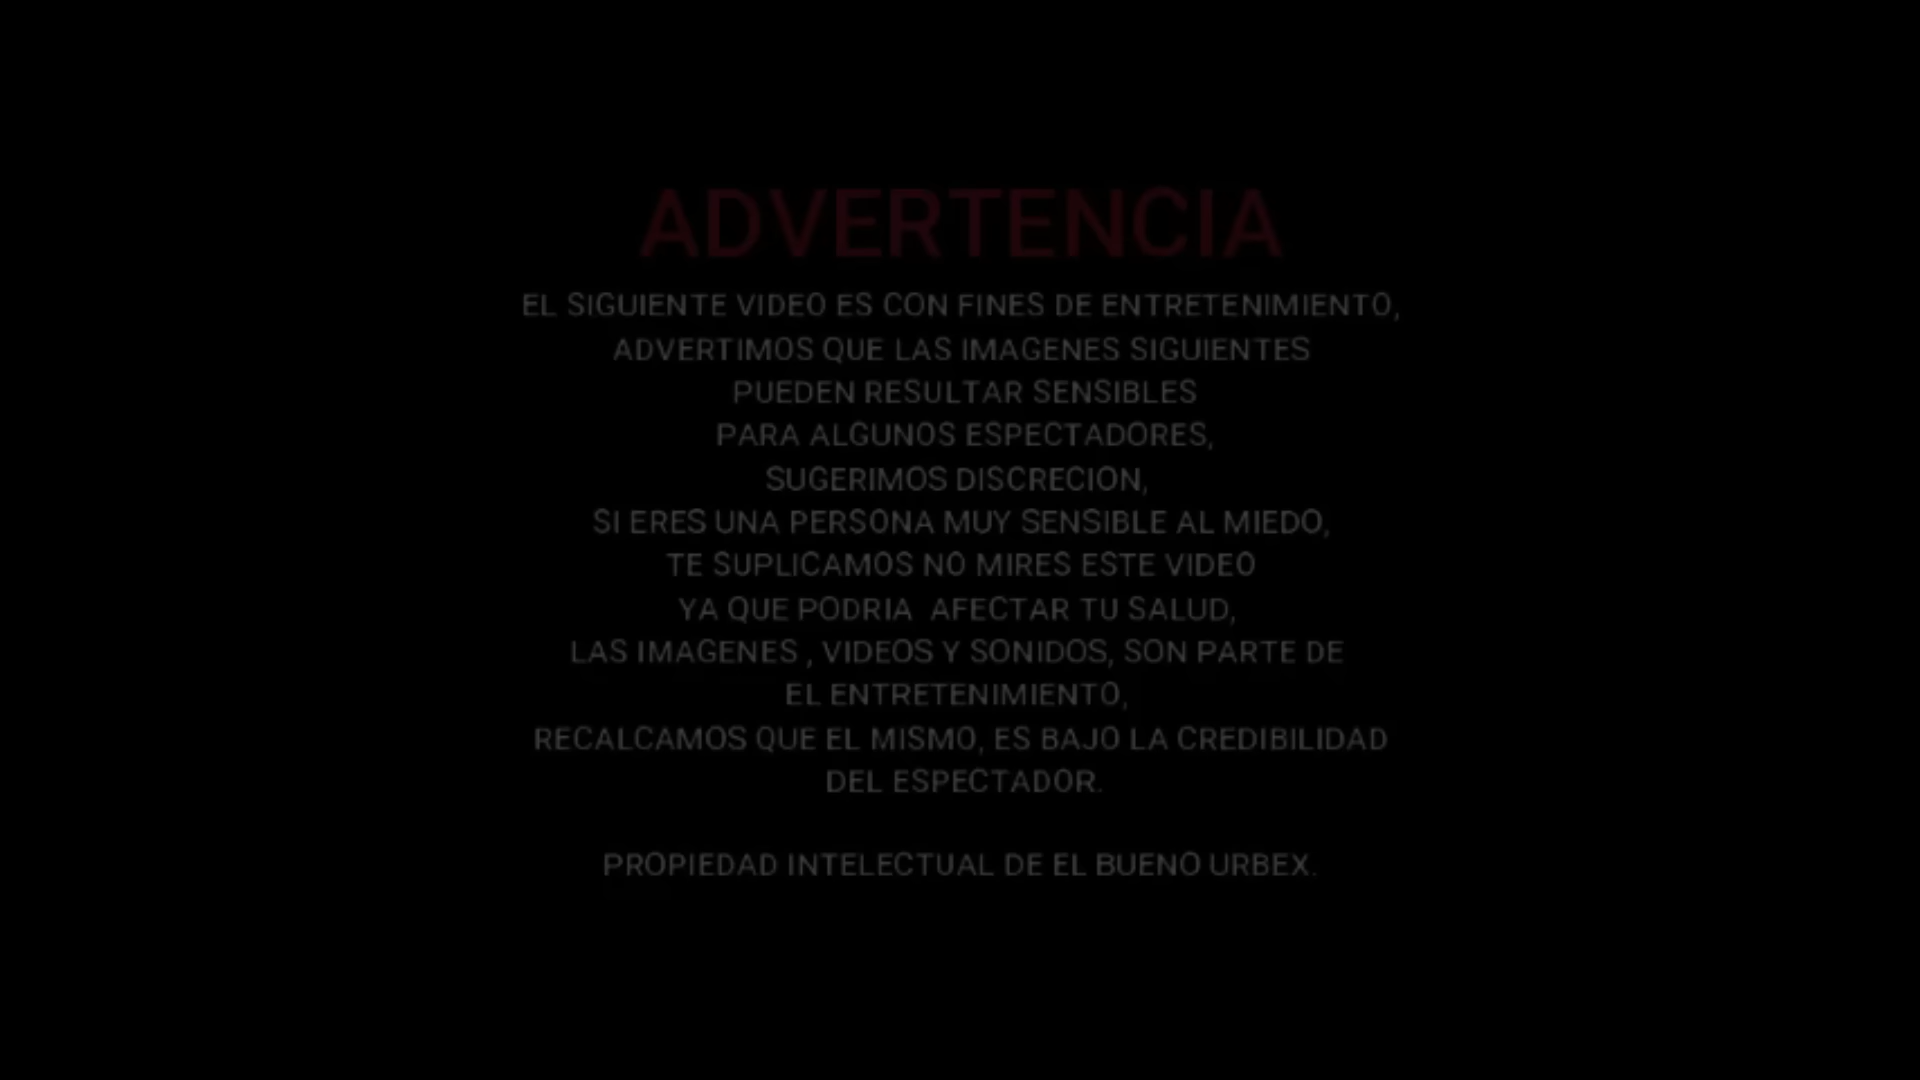 ADVERTENCIA
EL SIGUIENTE VIDEO ES CON FINES DE ENTRETENIMIENTO,
ADVERTIMOS QUE LAS IMAGENES SIGUIENTES
PUEDEN RESULTAR SENSIBLES
PARA ALGUNOS ESPECTADORES,
SUGERIMOS DISCRECION,
SI ERES UNA PERSONA MUY SENSIBLE AL MIEDO,
TE SUPLICAMOS NO MIRES ESTE VIDEO
YA QUE PODRIA  AFECTAR TU SALUD,
LAS IMAGENES , VIDEOS Y SONIDOS, SON PARTE DE
EL ENTRETENIMIENTO,
RECALCAMOS QUE EL MISMO, ES BAJO LA CREDIBILIDAD
DEL ESPECTADOR.
PROPIEDAD INTELECTUAL DE EL BUENO URBEX.